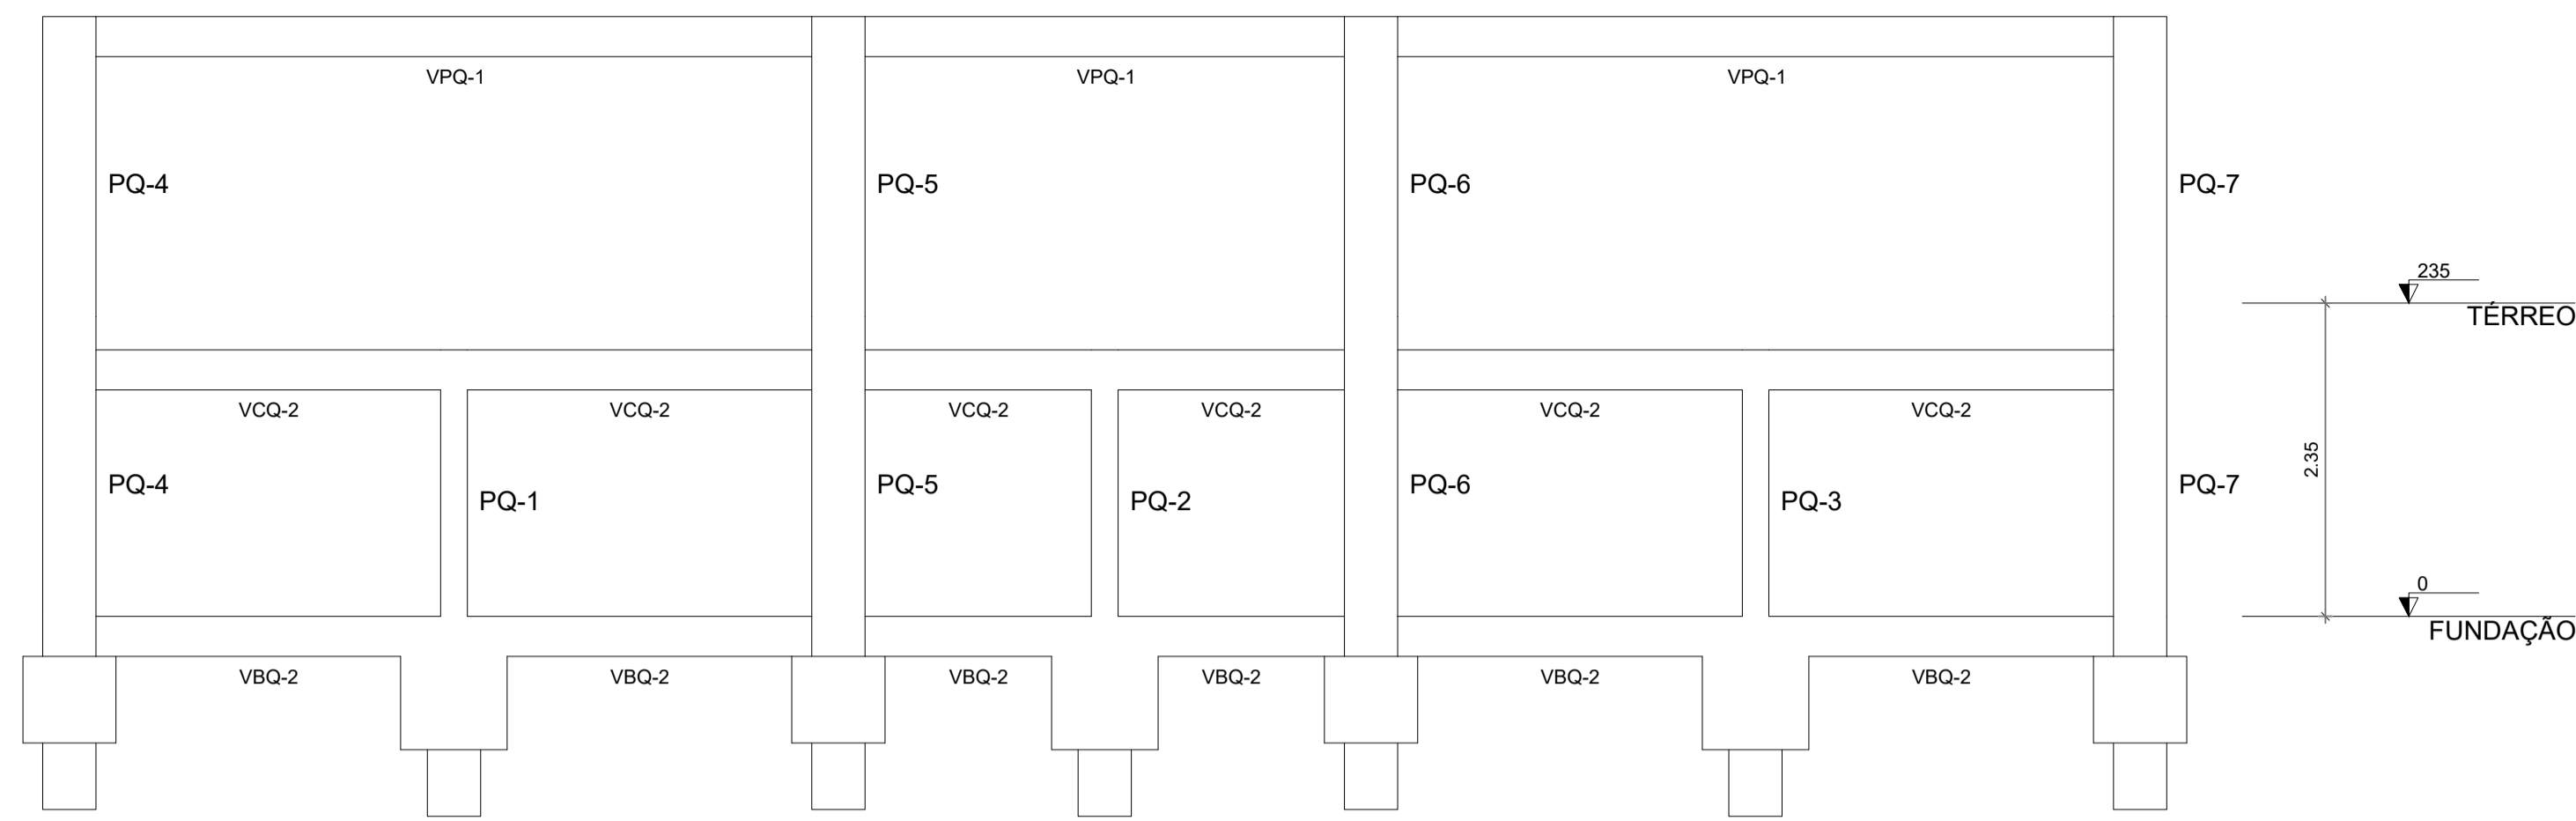 VPQ-1 VPQ-1 VPQ-1
PQ-4 PQ-5 PQ-6 PQ-7
235
TÉRREO
VCQ-2 VCQ-2 VCQ-2 VCQ-2 VCQ-2 VCQ-2
2.35
PQ-4 PQ-5 PQ-6 PQ-7
PQ-1 PQ-2 PQ-3
0
FUNDAÇÃO
VBQ-2 VBQ-2 VBQ-2 VBQ-2 VBQ-2 VBQ-2